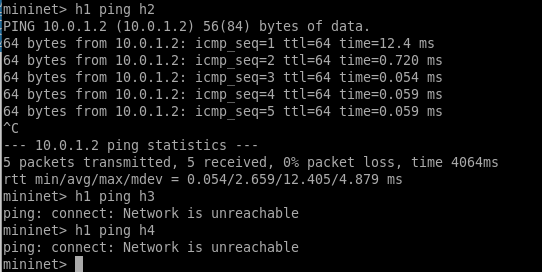 mininet> h1 ping h2
PING 10.0.1.2 (10.0.1.2) 56(84) bytes of data.
64 bytes from 10.0.1.2: icmp_seq=1 ttl=64 time=12.4 ms
64 bytes from 10.0.1.2: icmp_seq=2 ttl=64 time=0.720 ms
64 bytes from 10.0.1.2: icmp_seq=3 ttl=64 time=0.054 ms
64 bytes from 10.0.1.2: icmp_seq=4 ttl=64 time=0.059 ms
64 bytes from 10.0.1.2: icmp_seq=5 ttl=64 time=0.059 ms
^C
--- 10.0.1.2 ping statistics ---
5 packets transmitted, 5 received, 0% packet loss, time 4064ms
rtt min/avg/max/mdev = 0.054/2.659/12.405/4.879 ms
mininet> h1 ping h3
ping: connect: Network is unreachable
mininet> h1 ping h4
ping: connect: Network is unreachable
mininet>